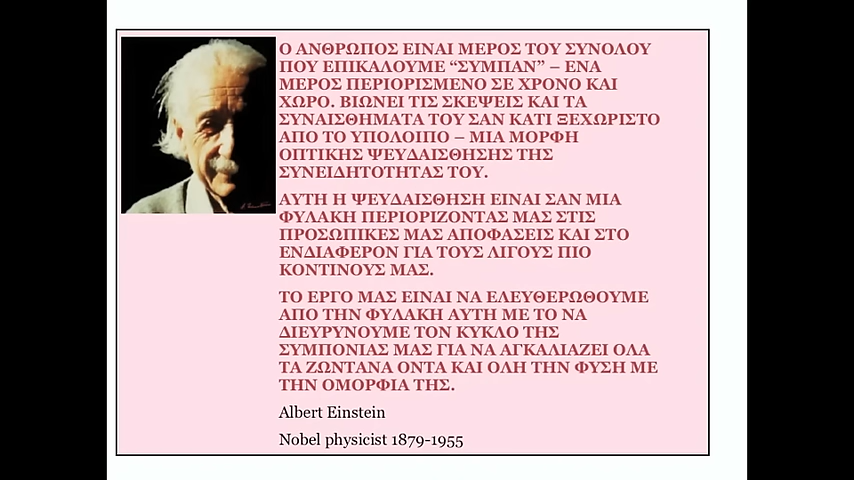 Ο ΑΝΘΡΩΠΟΣ ΕΙΝΑΙ ΜΕΡΟΣ ΤΟΥ ΣΥΝΟΛΟΥ
ΠΟΥ ΕΠΙΚΑΛΟΥΜΕ “ΣΥΜΠΑΝ” – ΕΝΑ
ΜΕΡΟΣ ΠΕΡΙΟΡΙΣΜΕΝΟ ΣΕ ΧΡΟΝΟ ΚΑΙ
ΧΩΡΟ. ΒΙΩΝΕΙ ΤΙΣ ΣΚΕΨΕΙΣ ΚΑΙ ΤΑ
ΣΥΝΑΙΣΘΗΜΑΤΑ ΤΟΥ ΣΑΝ ΚΑΤΙ ΞΕΧΩΡΙΣΤΟ
ΑΠΟ ΤΟ ΥΠΟΛΟΙΠΟ – ΜΙΑ ΜΟΡΦΗ
ΟΠΤΙΚΗΣ ΨΕΥΔΑΙΣΘΗΣΗΣ ΤΗΣ
ΣΥΝΕΙΔΗΤΟΤΗΤΑΣ ΤΟΥ.
ΑΥΤΗ Η ΨΕΥΔΑΙΣΘΗΣΗ ΕΙΝΑΙ ΣΑΝ ΜΙΑ
ΦΥΛΑΚΗ ΠΕΡΙΟΡΙΖΟΝΤΑΣ ΜΑΣ ΣΤΙΣ
ΠΡΟΣΩΠΙΚΕΣ ΜΑΣ ΑΠΟΦΑΣΕΙΣ ΚΑΙ ΣΤΟ
ΕΝΔΙΑΦΕΡΟΝ ΓΙΑ ΤΟΥΣ ΛΙΓΟΥΣ ΠΙΟ
ΚΟΝΤΙΝΟΥΣ ΜΑΣ.
ΤΟ ΕΡΓΟ ΜΑΣ ΕΙΝΑΙ ΝΑ ΕΛΕΥΘΕΡΩΘΟΥΜΕ
ΑΠΟ ΤΗΝ ΦΥΛΑΚΗ ΑΥΤΗ ΜΕ ΤΟ ΝΑ
ΔΙΕΥΡΥΝΟΥΜΕ ΤΟΝ ΚΥΚΛΟ ΤΗΣ
ΣΥΜΠΟΝΙΑΣ ΜΑΣ ΓΙΑ ΝΑ ΑΓΚΑΛΙΑΖΕΙ ΟΛΑ
ΤΑ ΖΩΝΤΑΝΑ ΟΝΤΑ ΚΑΙ ΟΛΗ ΤΗΝ ΦΥΣΗ ΜΕ
ΤΗΝ ΟΜΟΡΦΙΑ ΤΗΣ.
Albert Einstein
Nobel physicist 1879-1955